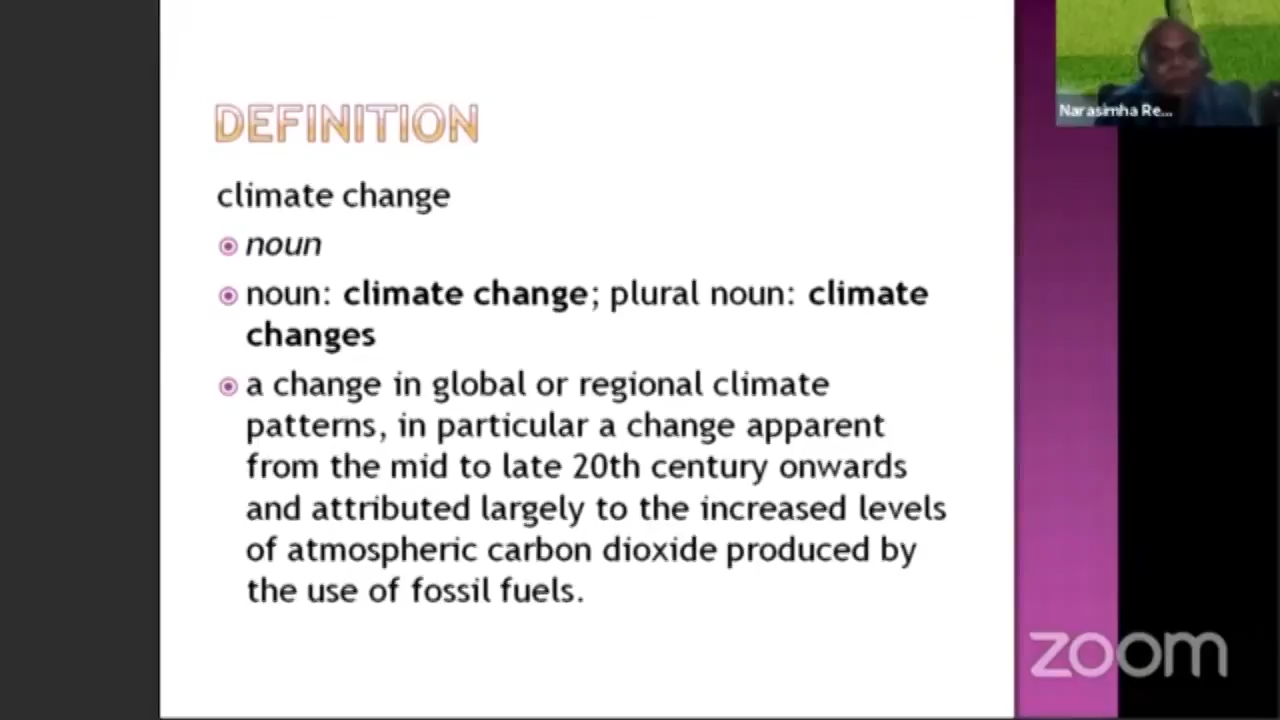 DEFINITION
climate change
noun
noun: climate change; plural noun: climate
changes
a change in global or regional climate
patterns, in particular a change apparent
from the mid to late 20th century onwards
and attributed largely to the increased levels
of atmospheric carbon dioxide produced by
the use of fossil fuels.
Narasimha Re...
zoom